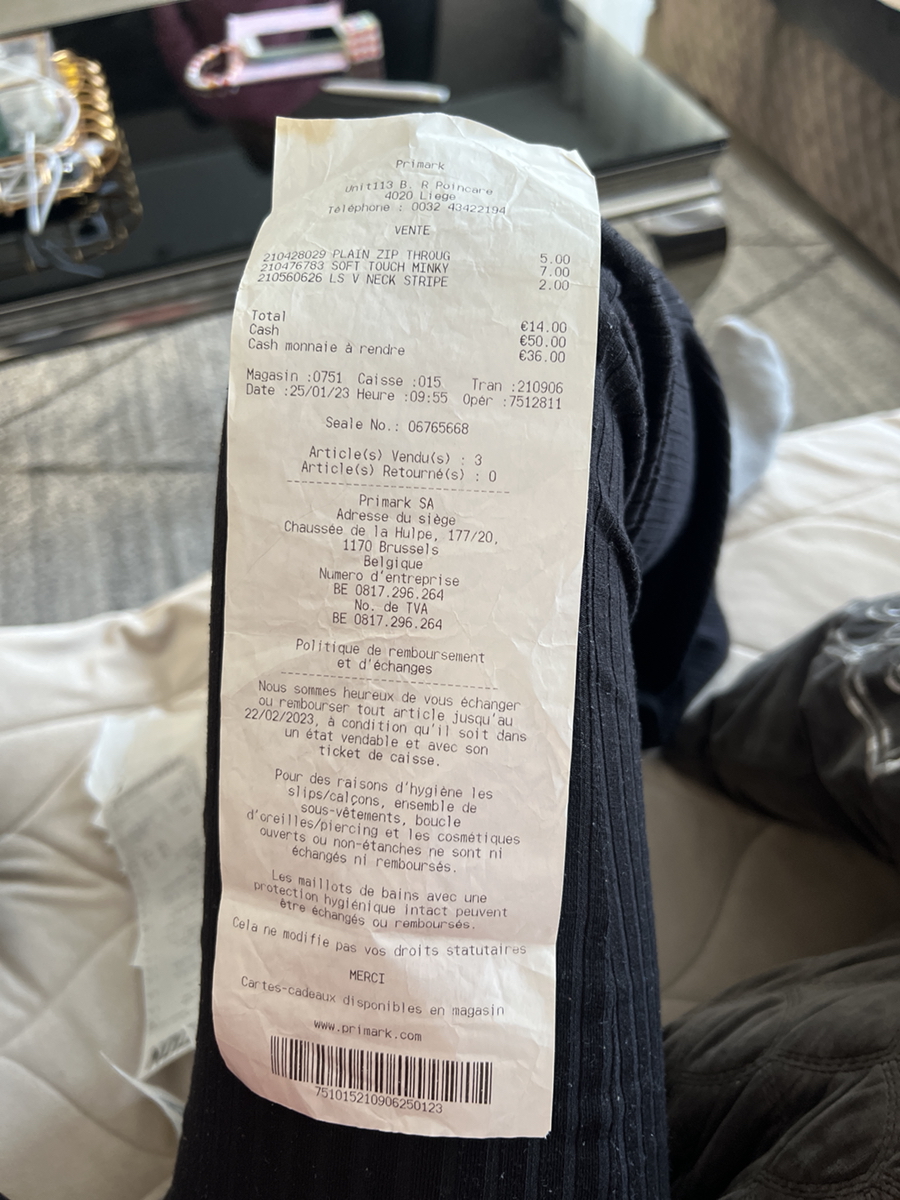 Primark
Unit113 B. R Poincare
4020 Liege
Téléphone : 0032 43422194
VENTE
210428029 PLAIN ZIP THROUG 5.00
210476783 SOFT TOUCH MINKY 7.00
210560626 LS V NECK STRIPE 2.00
Total €14.00
Cash €50.00
Cash monnaie à rendre €36.00
Magasin :0751 Caisse :015 Tran :210906
Date :25/01/23 Heure :09:55 Opér :7512811
Seale No.: 06765668
Article(s) Vendu(s) : 3
Article(s) Retourné(s) : 0
Primark SA
Adresse du siège
Chaussée de la Hulpe, 177/20,
1170 Brussels
Belgique
Numero d'entreprise
BE 0817.296.264
No. de TVA
BE 0817.296.264
Politique de remboursement
et d'échanges
Nous sommes heureux de vous échanger
ou rembourser tout article jusqu'au
22/02/2023, à condition qu'il soit dans
un état vendable et avec son
ticket de caisse.
Pour des raisons d'hygiène les
slips/calçons, ensemble de
sous-vêtements, boucle
d'oreilles/piercing et les cosmétiques
ouverts ou non-étanches ne sont ni
échangés ni remboursés.
Les maillots de bains avec une
protection hygiénique intact peuvent
être échangés ou remboursés.
Cela ne modifie pas vos droits statutaires
MERCI
Cartes-cadeaux disponibles en magasin
www.primark.com
751015210906250123